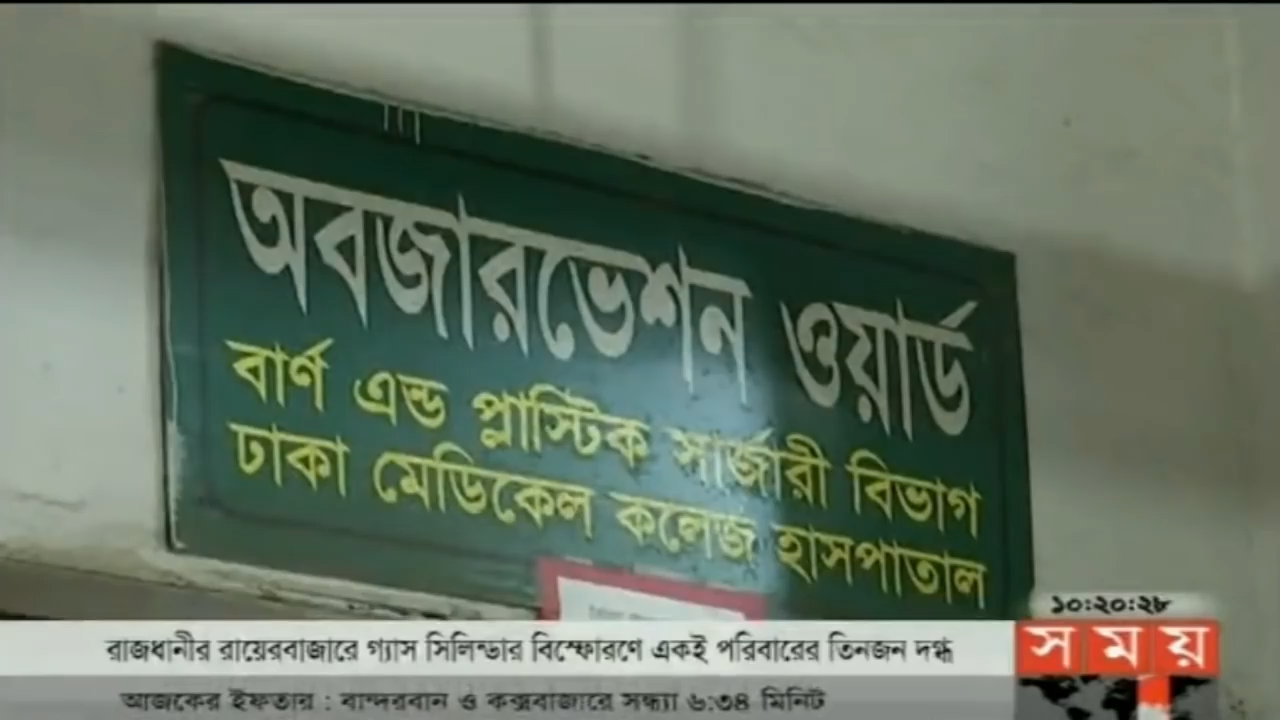 অবজারভেশন ওয়ার্ড
বার্ণ এন্ড প্লাস্টিক সার্জারী বিভাগ
ঢাকা মেডিকেল কলেজ হাসপাতাল
১০:২০:২৮
রাজধানীর রায়েরবাজারে গ্যাস সিলিন্ডার বিস্ফোরণে একই পরিবারের তিনজন দগ্ধ
সময়
আজকের ইফতার : বান্দরবান ও কক্সবাজারে সন্ধ্যা ৬:৩৪ মিনিট